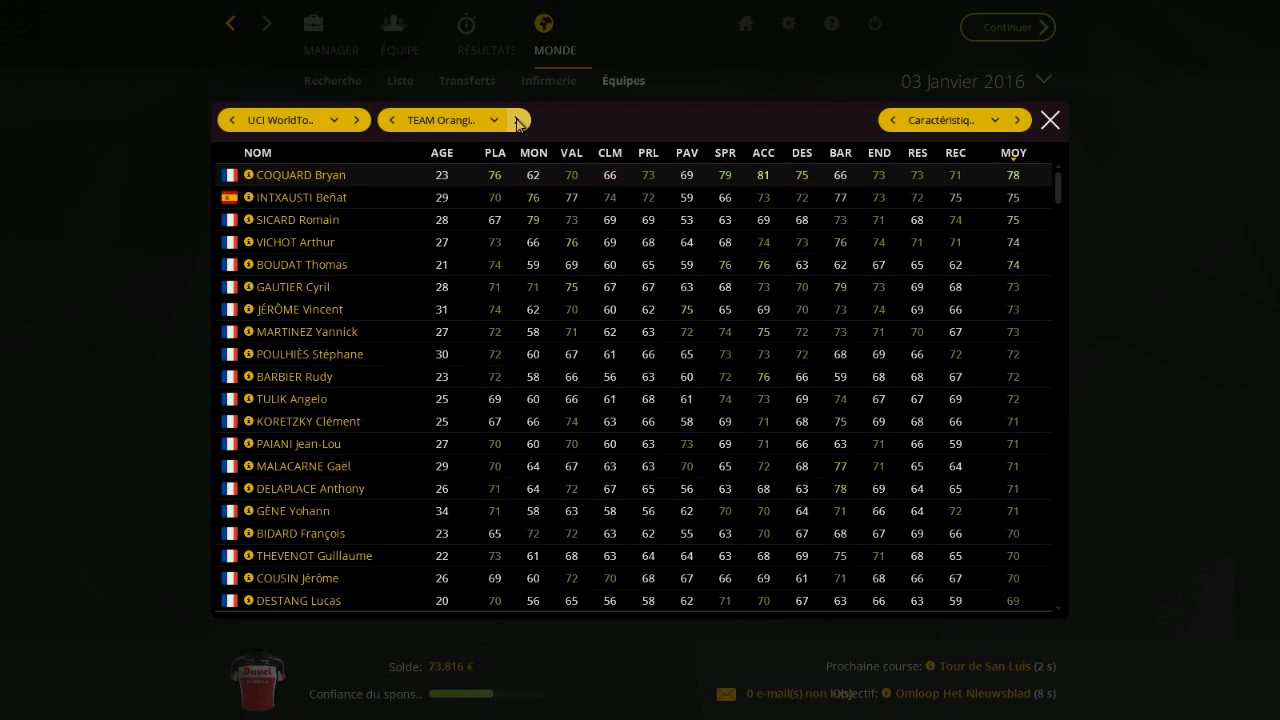 MANAGER ÉQUIPE RÉSULTATS MONDE Continuer
Recherche Liste Transferts Infirmerie Équipes 03 Janvier 2016
UCI WorldTo.. TEAM Orangi.. Caractéristiq..
NOM AGE PLA MON VAL CLM PRL PAV SPR ACC DES BAR END RES REC MOY
COQUARD Bryan 23 76 62 70 66 73 69 79 81 75 66 73 73 71 78
INTXAUSTI Beñat 29 70 76 77 74 72 59 66 73 72 77 73 72 75 75
SICARD Romain 28 67 79 73 69 69 53 63 69 68 73 71 68 74 75
VICHOT Arthur 27 73 66 76 69 68 64 68 74 73 76 74 71 71 74
BOUDAT Thomas 21 74 59 69 60 65 59 76 76 63 62 67 65 62 74
GAUTIER Cyril 28 71 71 75 67 67 63 68 73 70 79 73 69 68 73
JÉRÔME Vincent 31 74 62 70 60 62 75 65 69 70 73 74 69 66 73
MARTINEZ Yannick 27 72 58 71 62 63 72 74 75 72 73 71 70 67 73
POULHIÈS Stéphane 30 72 60 67 61 66 65 73 73 72 68 69 66 72 72
BARBIER Rudy 23 72 58 66 56 63 60 72 76 66 59 68 68 67 72
TULIK Angelo 25 69 60 66 61 68 61 74 73 69 74 67 67 69 72
KORETZKY Clément 25 67 66 74 63 66 58 69 71 68 75 69 68 66 71
PAIANI Jean-Lou 27 70 60 70 60 63 73 69 71 66 63 71 66 59 71
MALACARNE Gaël 29 70 64 67 63 63 70 65 72 68 77 71 65 64 71
DELAPLACE Anthony 26 71 64 72 67 65 56 63 68 63 78 69 64 65 71
GÈNE Yohann 34 71 58 63 58 56 62 70 70 64 71 66 64 72 71
BIDARD François 23 65 72 72 63 62 55 63 70 67 68 67 69 66 70
THEVENOT Guillaume 22 73 61 68 63 64 64 63 68 69 75 71 68 65 70
COUSIN Jérôme 26 69 60 72 70 68 67 66 69 61 71 68 66 67 70
DESTANG Lucas 20 70 56 65 56 58 62 71 70 67 63 66 63 59 69
Solde: 73.816 € Prochaine course: Tour de San Luis (2 s)
Confiance du spons.. 0 e-mail(s) non Objectif: Omloop Het Nieuwsblad (8 s)